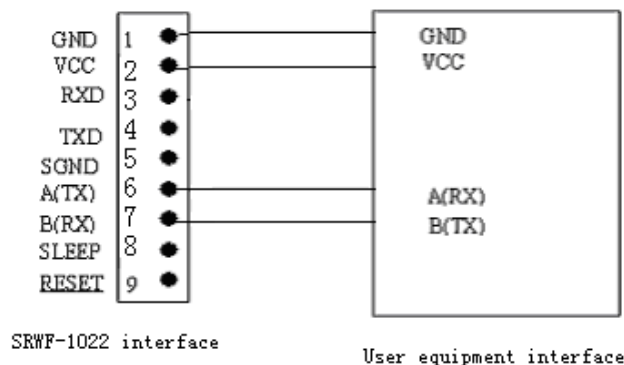 GND 1 GND
VCC 2 VCC
RXD 3
TXD 4
SGND 5
A(TX) 6 A(RX)
B(RX) 7 B(TX)
SLEEP 8
RESET 9
SRWF-1022 interface
User equipment interface